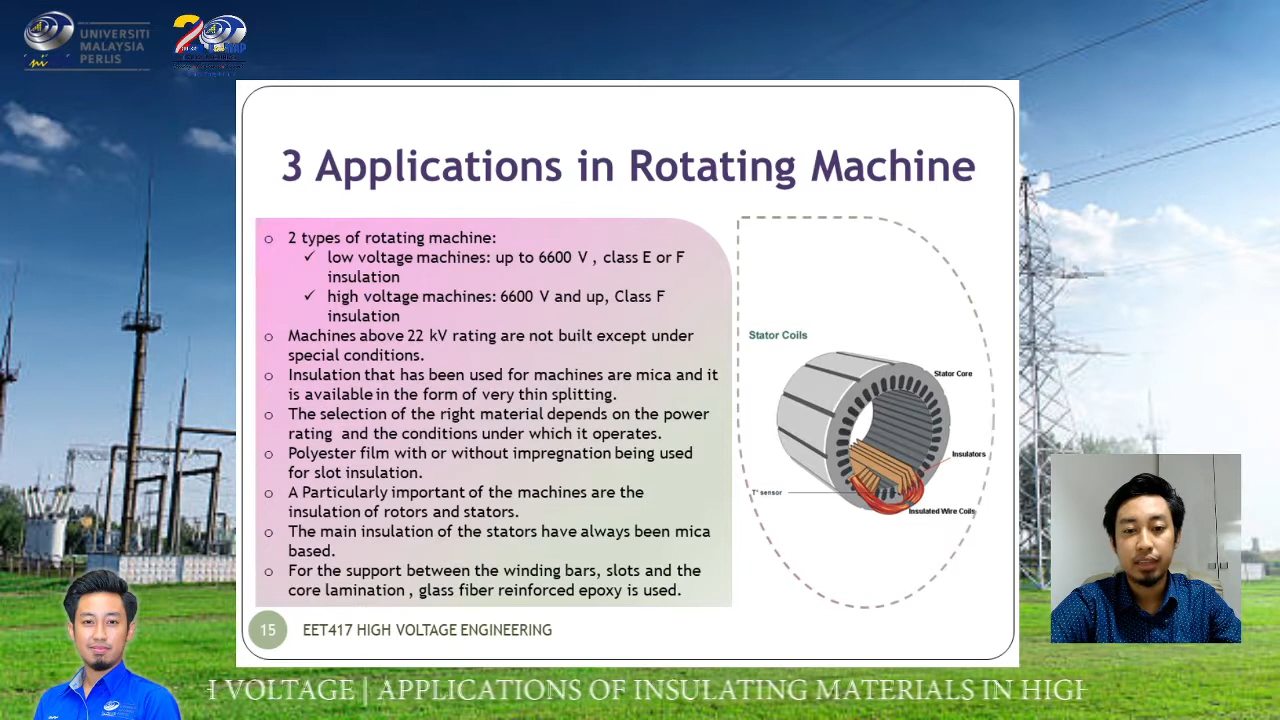 UNIVERSITI
MALAYSIA
PERLIS
3 Applications in Rotating Machine
o 2 types of rotating machine:
✓ low voltage machines: up to 6600 V , class E or F
insulation
✓ high voltage machines: 6600 V and up, Class F
insulation
o Machines above 22 kV rating are not built except under
special conditions.
o Insulation that has been used for machines are mica and it
is available in the form of very thin splitting.
o The selection of the right material depends on the power
rating and the conditions under which it operates.
o Polyester film with or without impregnation being used
for slot insulation.
o A Particularly important of the machines are the
insulation of rotors and stators.
o The main insulation of the stators have always been mica
based.
o For the support between the winding bars, slots and the
core lamination , glass fiber reinforced epoxy is used.
Stator Coils
Stator Core
Insulators
T° sensor
Insulated Wire Coils
15 EET417 HIGH VOLTAGE ENGINEERING
I VOLTAGE | APPLICATIONS OF INSULATING MATERIALS IN HIGH